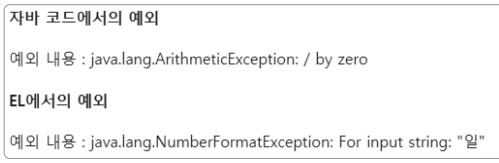 자바 코드에서의 예외
예외 내용 : java.lang.ArithmeticException: / by zero
EL에서의 예외
예외 내용 : java.lang.NumberFormatException: For input string: "일"